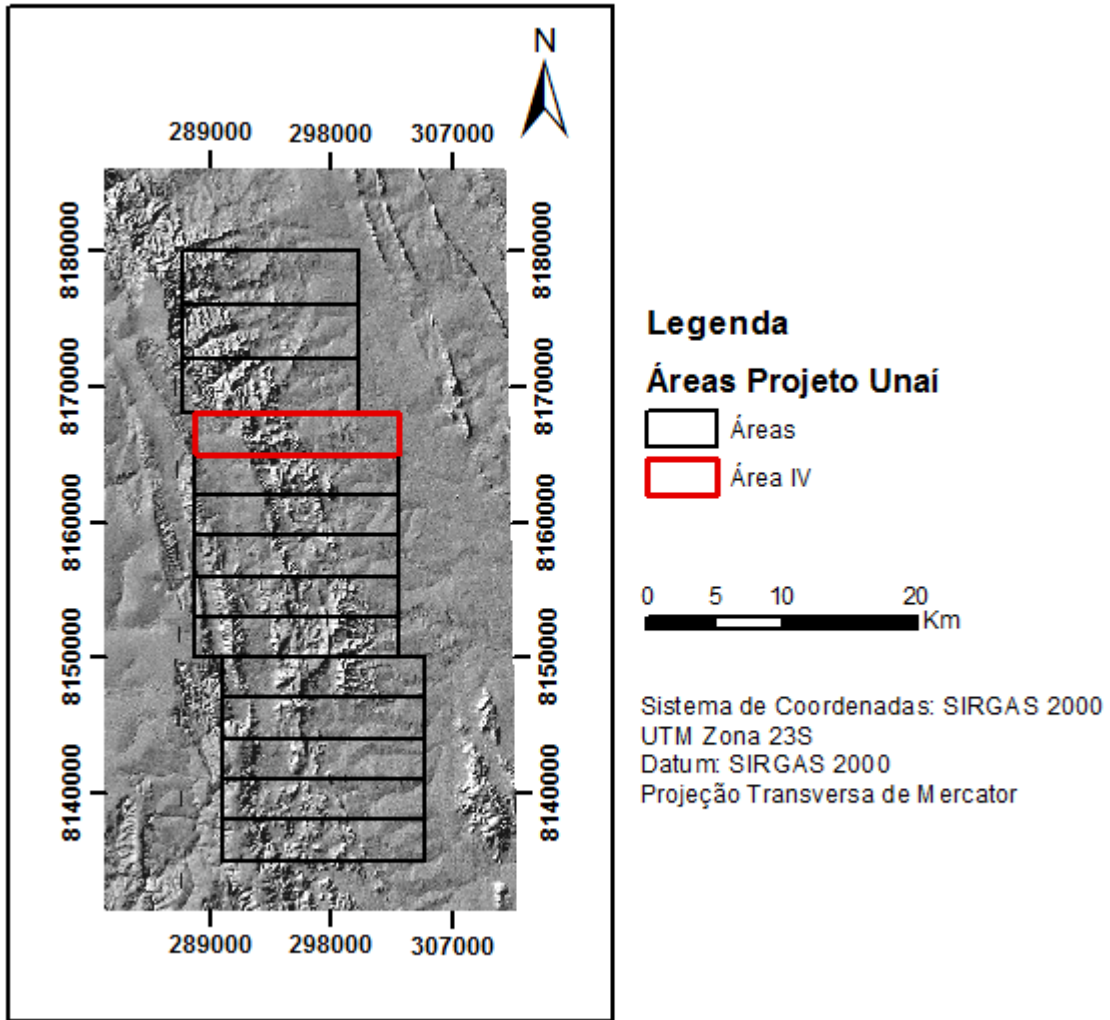 N
289000 298000 307000
8180000 8180000
8170000 8170000
8160000 8160000
8150000 8150000
8140000 8140000
289000 298000 307000
Legenda
Áreas Projeto Unaí
Áreas
Área IV
0 5 10 20
Km
Sistema de Coordenadas: SIRGAS 2000
UTM Zona 23S
Datum: SIRGAS 2000
Projeção Transversa de Mercator